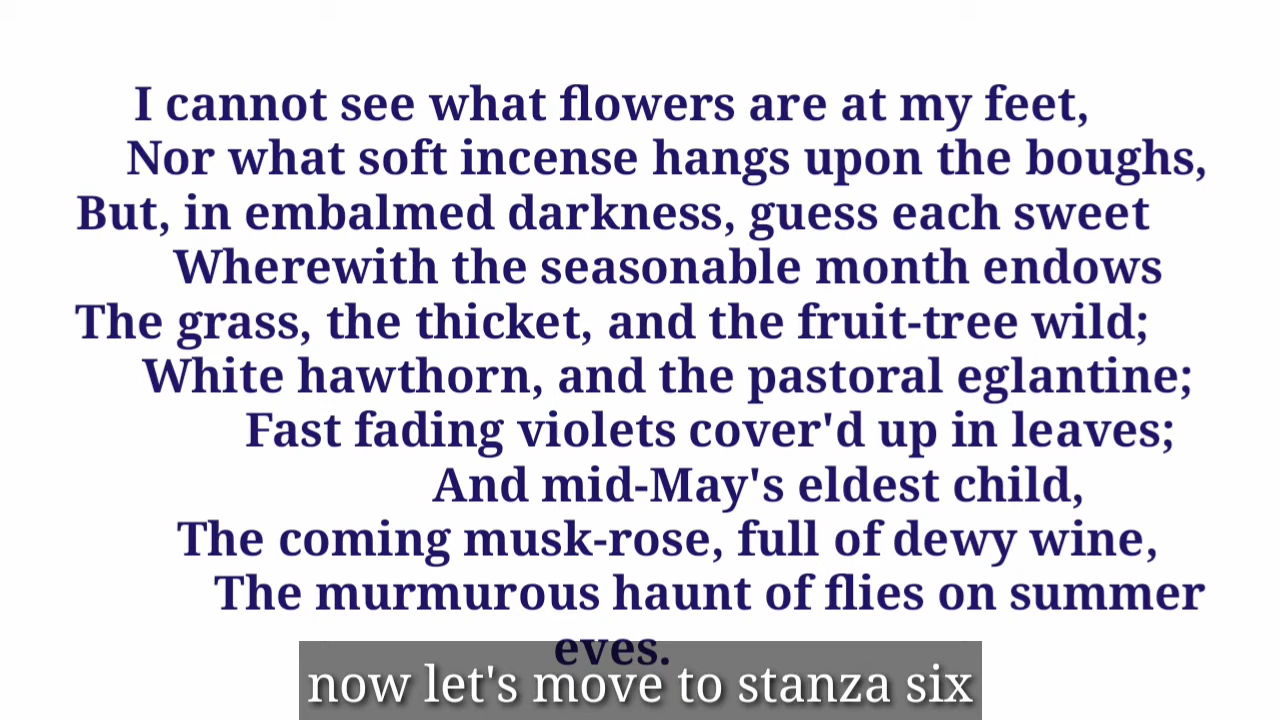 I cannot see what flowers are at my feet,
Nor what soft incense hangs upon the boughs,
But, in embalmed darkness, guess each sweet
Wherewith the seasonable month endows
The grass, the thicket, and the fruit-tree wild;
White hawthorn, and the pastoral eglantine;
Fast fading violets cover'd up in leaves;
And mid-May's eldest child,
The coming musk-rose, full of dewy wine,
The murmurous haunt of flies on summer
eves.
now let's move to stanza six